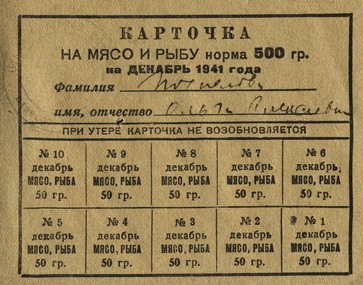 КАРТОЧКА
НА МЯСО И РЫБУ норма 500 гр.
на ДЕКАБРЬ 1941 года
Фамилия
имя, отчество Ольга
ПРИ УТЕРЕ КАРТОЧКА НЕ ВОЗОБНОВЛЯЕТСЯ
№ 10 № 9 № 8 № 7 № 6
декабрь декабрь декабрь декабрь декабрь
МЯСО, РЫБА МЯСО, РЫБА МЯСО, РЫБА МЯСО, РЫБА МЯСО, РЫБА
50 гр. 50 гр. 50 гр. 50 гр. 50 гр.
№ 5 № 4 № 3 № 2 № 1
декабрь декабрь декабрь декабрь декабрь
МЯСО, РЫБА МЯСО, РЫБА МЯСО, РЫБА МЯСО, РЫБА МЯСО, РЫБА
50 гр. 50 гр. 50 гр. 50 гр. 50 гр.